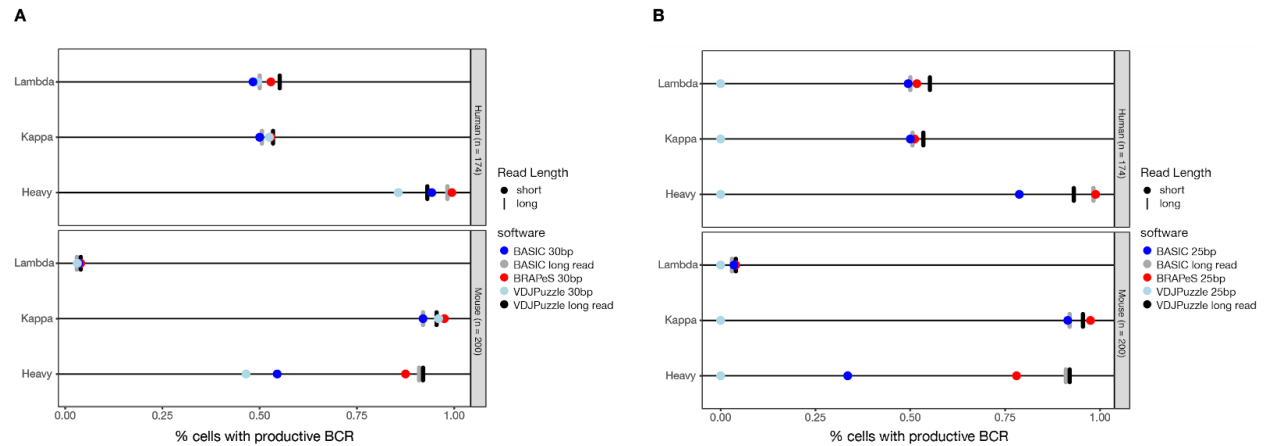 A
Lambda
Kappa
Heavy
Human (n = 174)
Lambda
Kappa
Heavy
Mouse (n = 200)
0.00 0.25 0.50 0.75 1.00
% cells with productive BCR
Read Length
short
long
software
BASIC 30bp
BASIC long read
BRAPeS 30bp
VDJPuzzle 30bp
VDJPuzzle long read
B
Lambda
Kappa
Heavy
Human (n = 174)
Lambda
Kappa
Heavy
Mouse (n = 200)
0.00 0.25 0.50 0.75 1.00
% cells with productive BCR
Read Length
short
long
software
BASIC 25bp
BASIC long read
BRAPeS 25bp
VDJPuzzle 25bp
VDJPuzzle long read